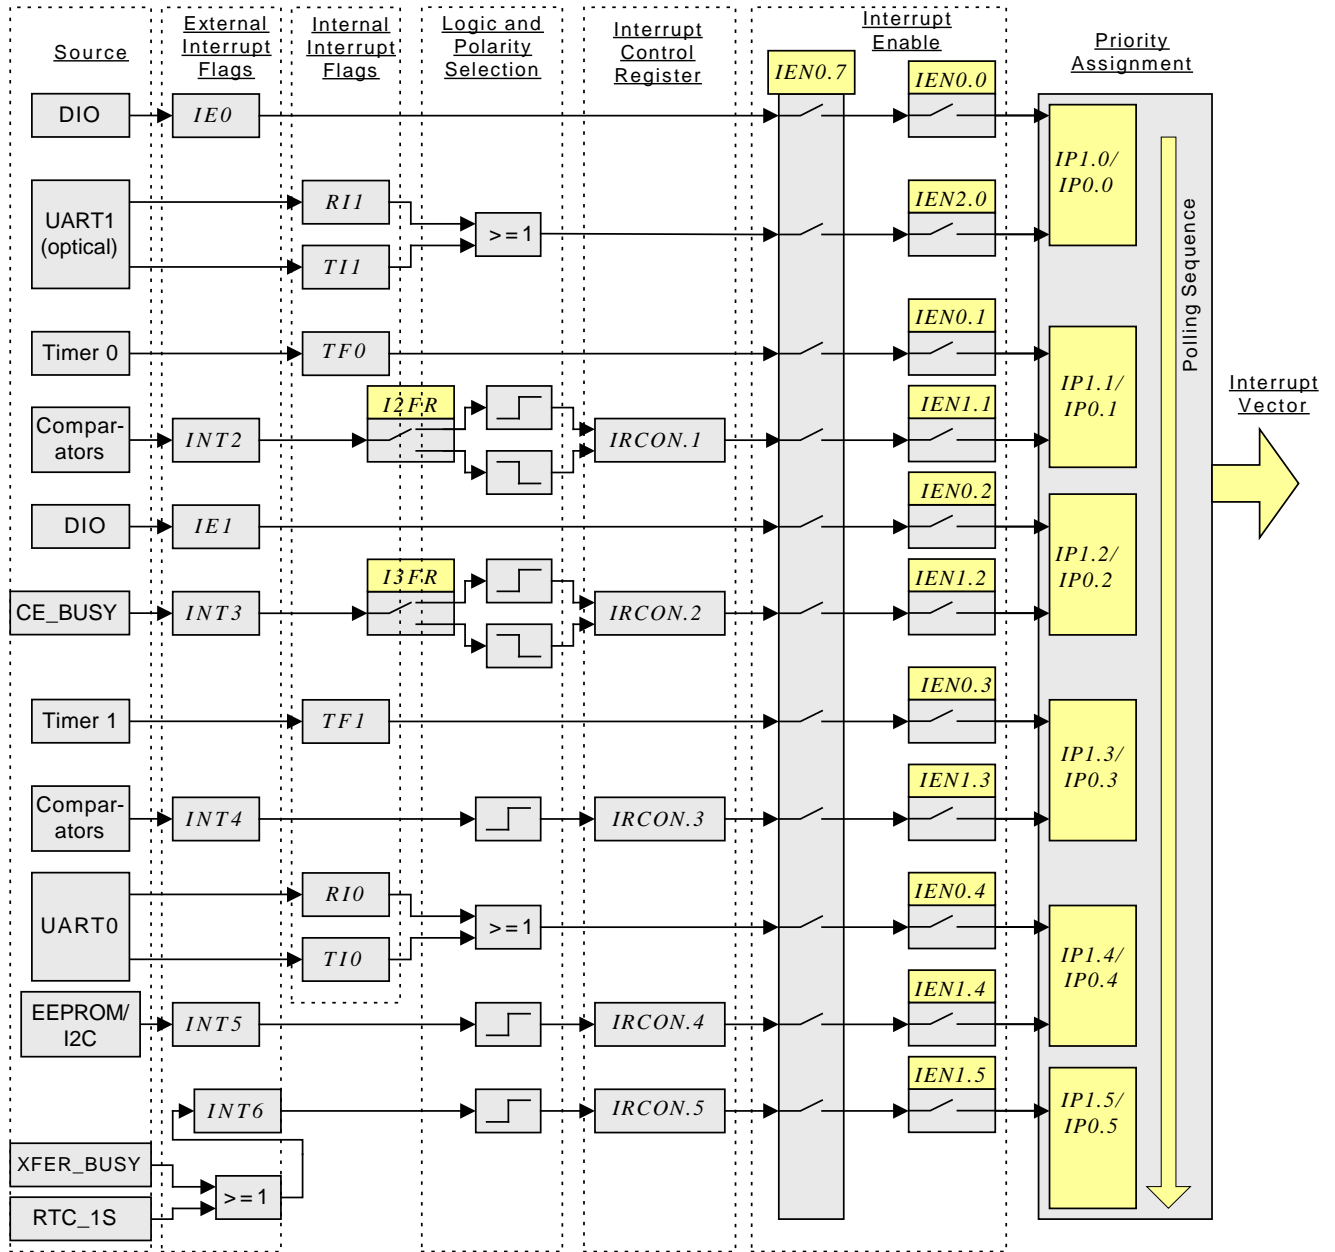 Source
External
Interrupt
Flags
Internal
Interrupt
Flags
Logic and
Polarity
Selection
Interrupt
Control
Register
Interrupt
Enable
Priority
Assignment
IEN0.7
DIO
IE0
IEN0.0
IP1.0/
IP0.0
UART1
(optical)
RI1
TI1
>=1
IEN2.0
Polling Sequence
Timer 0
TF0
IEN0.1
IP1.1/
IP0.1
Compar-
ators
INT2
I2FR
IRCON.1
IEN1.1
Interrupt
Vector
DIO
IE1
IEN0.2
IP1.2/
IP0.2
CE_BUSY
INT3
I3FR
IRCON.2
IEN1.2
Timer 1
TF1
IEN0.3
IP1.3/
IP0.3
Compar-
ators
INT4
IRCON.3
IEN1.3
UART0
RI0
TI0
>=1
IEN0.4
IP1.4/
IP0.4
EEPROM/
I2C
INT5
IRCON.4
IEN1.4
INT6
IRCON.5
IEN1.5
IP1.5/
IP0.5
XFER_BUSY
RTC_1S
>=1